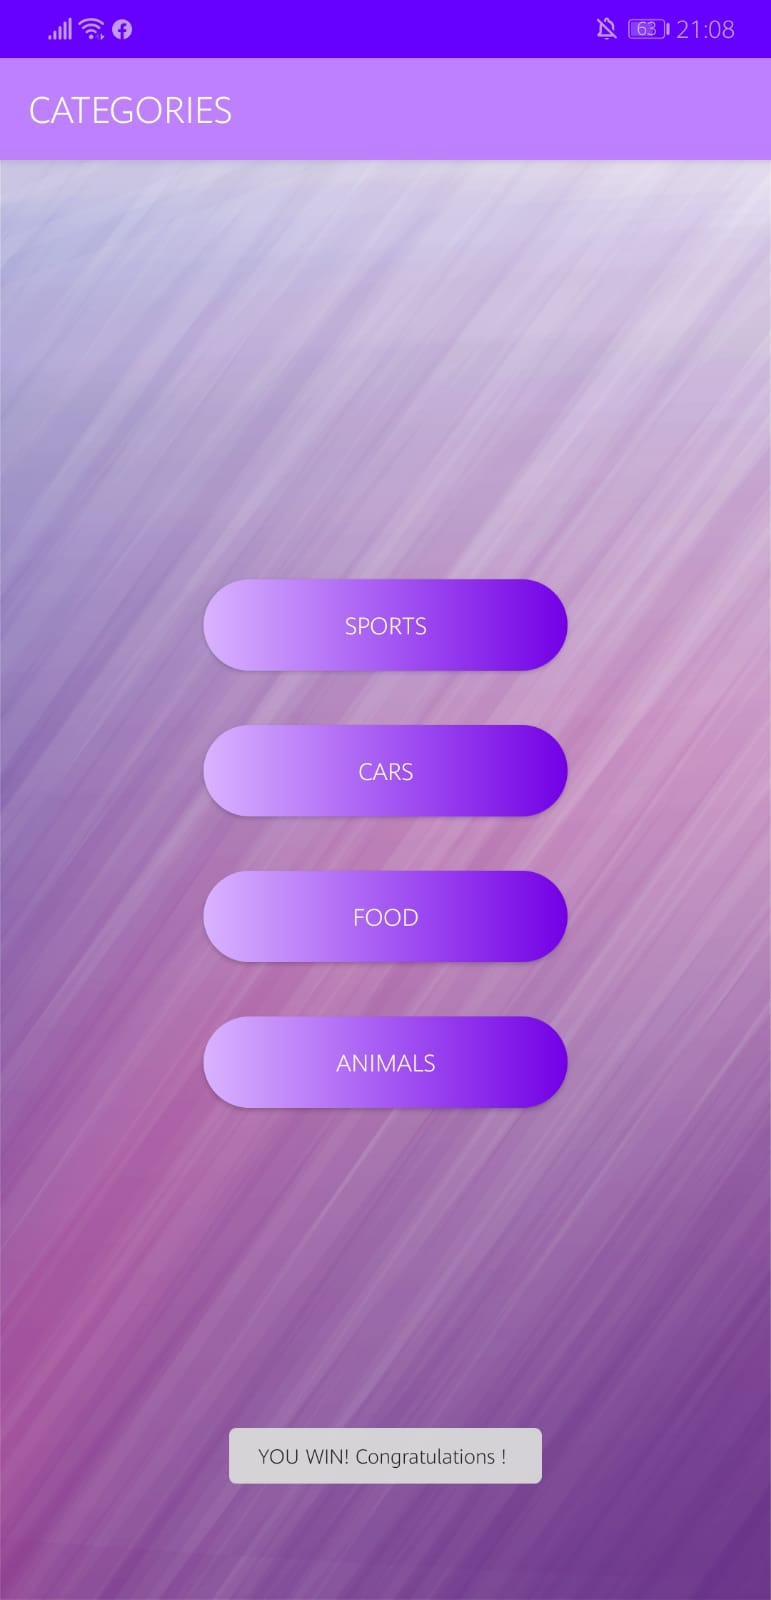 63 21:08
CATEGORIES
SPORTS
CARS
FOOD
ANIMALS
YOU WIN! Congratulations !